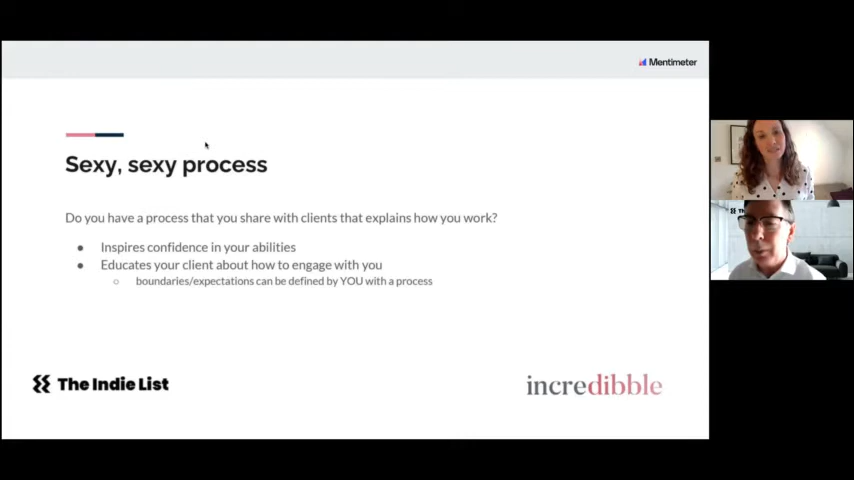 Mentimeter
Sexy, sexy process
Do you have a process that you share with clients that explains how you work?
● Inspires confidence in your abilities
● Educates your client about how to engage with you
○ boundaries/expectations can be defined by YOU with a process
The Indie List
incredibble